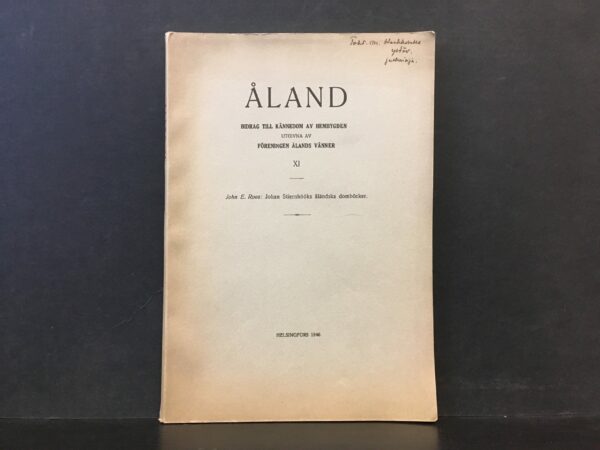 ÅLAND
BIDRAG TILL KÄNNEDOM AV HEMBYGDEN
UTGIVNA AV
FÖRENINGEN ÅLANDS VÄNNER
XI
John E. Roos: Johan Stiernhööks åländska domböcker.
HELSINGFORS 1946